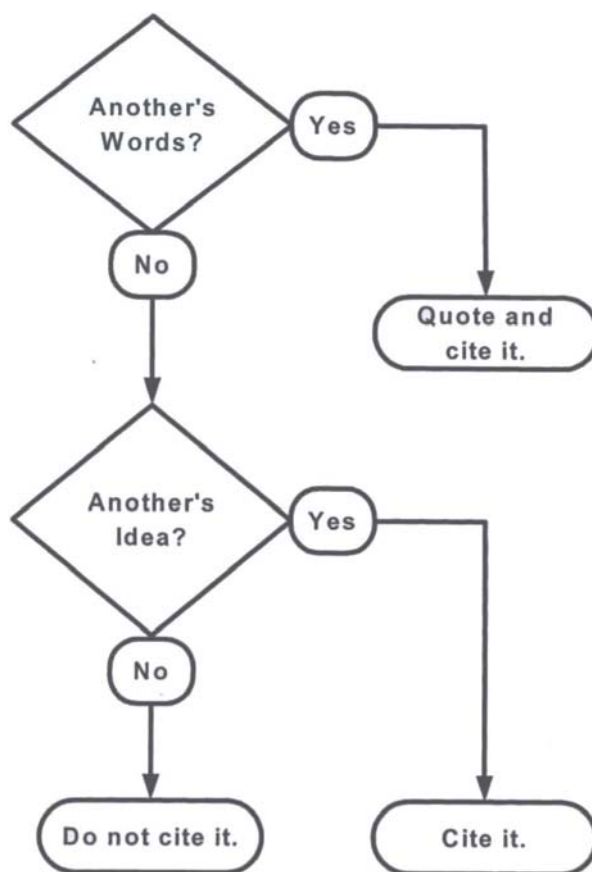 Another's
Words?
Yes
No
Quote and
cite it.
Another's
Idea?
Yes
No
Do not cite it.
Cite it.